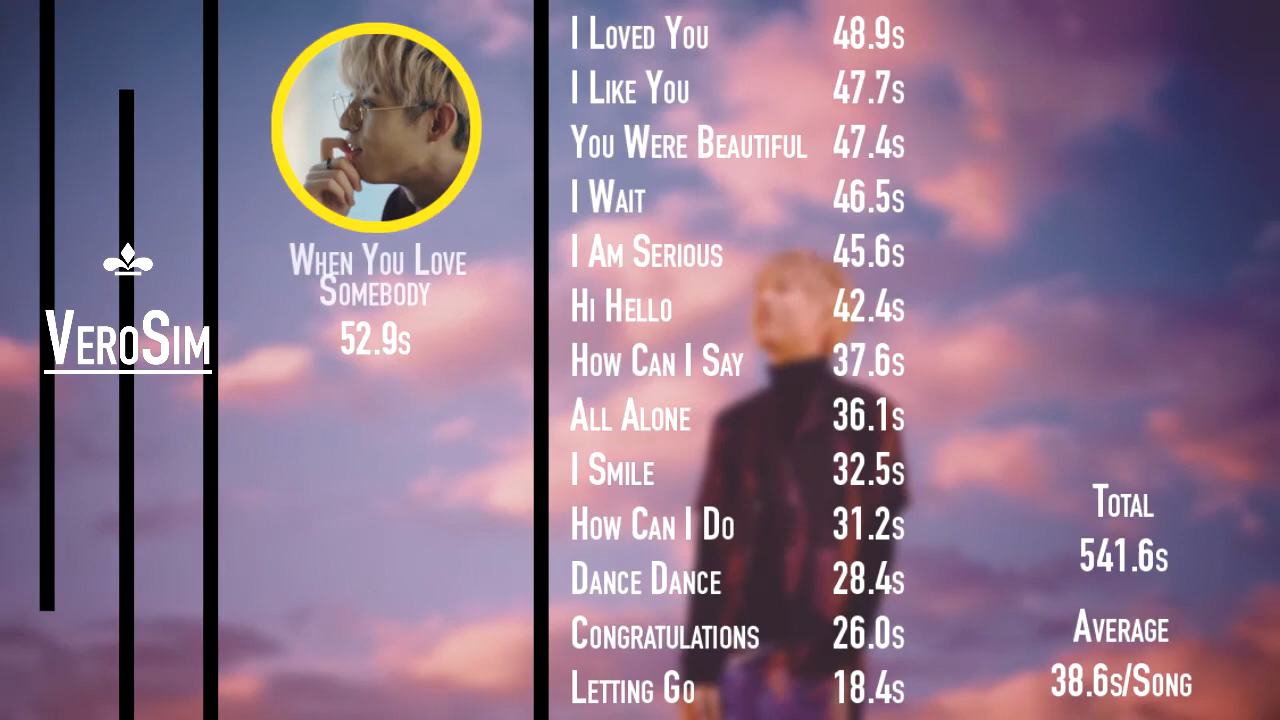 VeroSim
When You Love
Somebody
52.9s
I Loved You 48.9s
I Like You 47.7s
You Were Beautiful 47.4s
I Wait 46.5s
I Am Serious 45.6s
Hi Hello 42.4s
How Can I Say 37.6s
All Alone 36.1s
I Smile 32.5s
How Can I Do 31.2s
Dance Dance 28.4s
Congratulations 26.0s
Letting Go 18.4s
Total
541.6s
Average
38.6s/Song